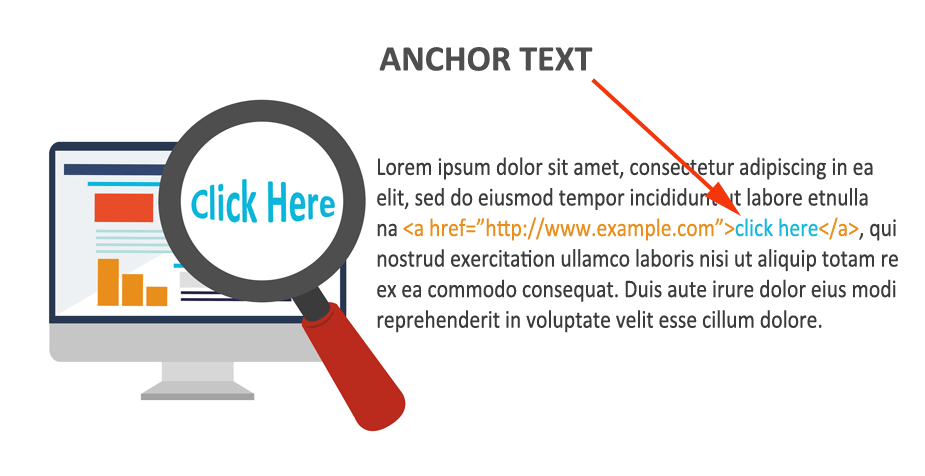 ANCHOR TEXT
Click Here
Lorem ipsum dolor sit amet, consectetur adipiscing in ea
elit, sed do eiusmod tempor incididunt ut labore etnulla
na <a href=”http://www.example.com”>click here</a>, qui
nostrud exercitation ullamco laboris nisi ut aliquip totam re
ex ea commodo consequat. Duis aute irure dolor eius modi
reprehenderit in voluptate velit esse cillum dolore.